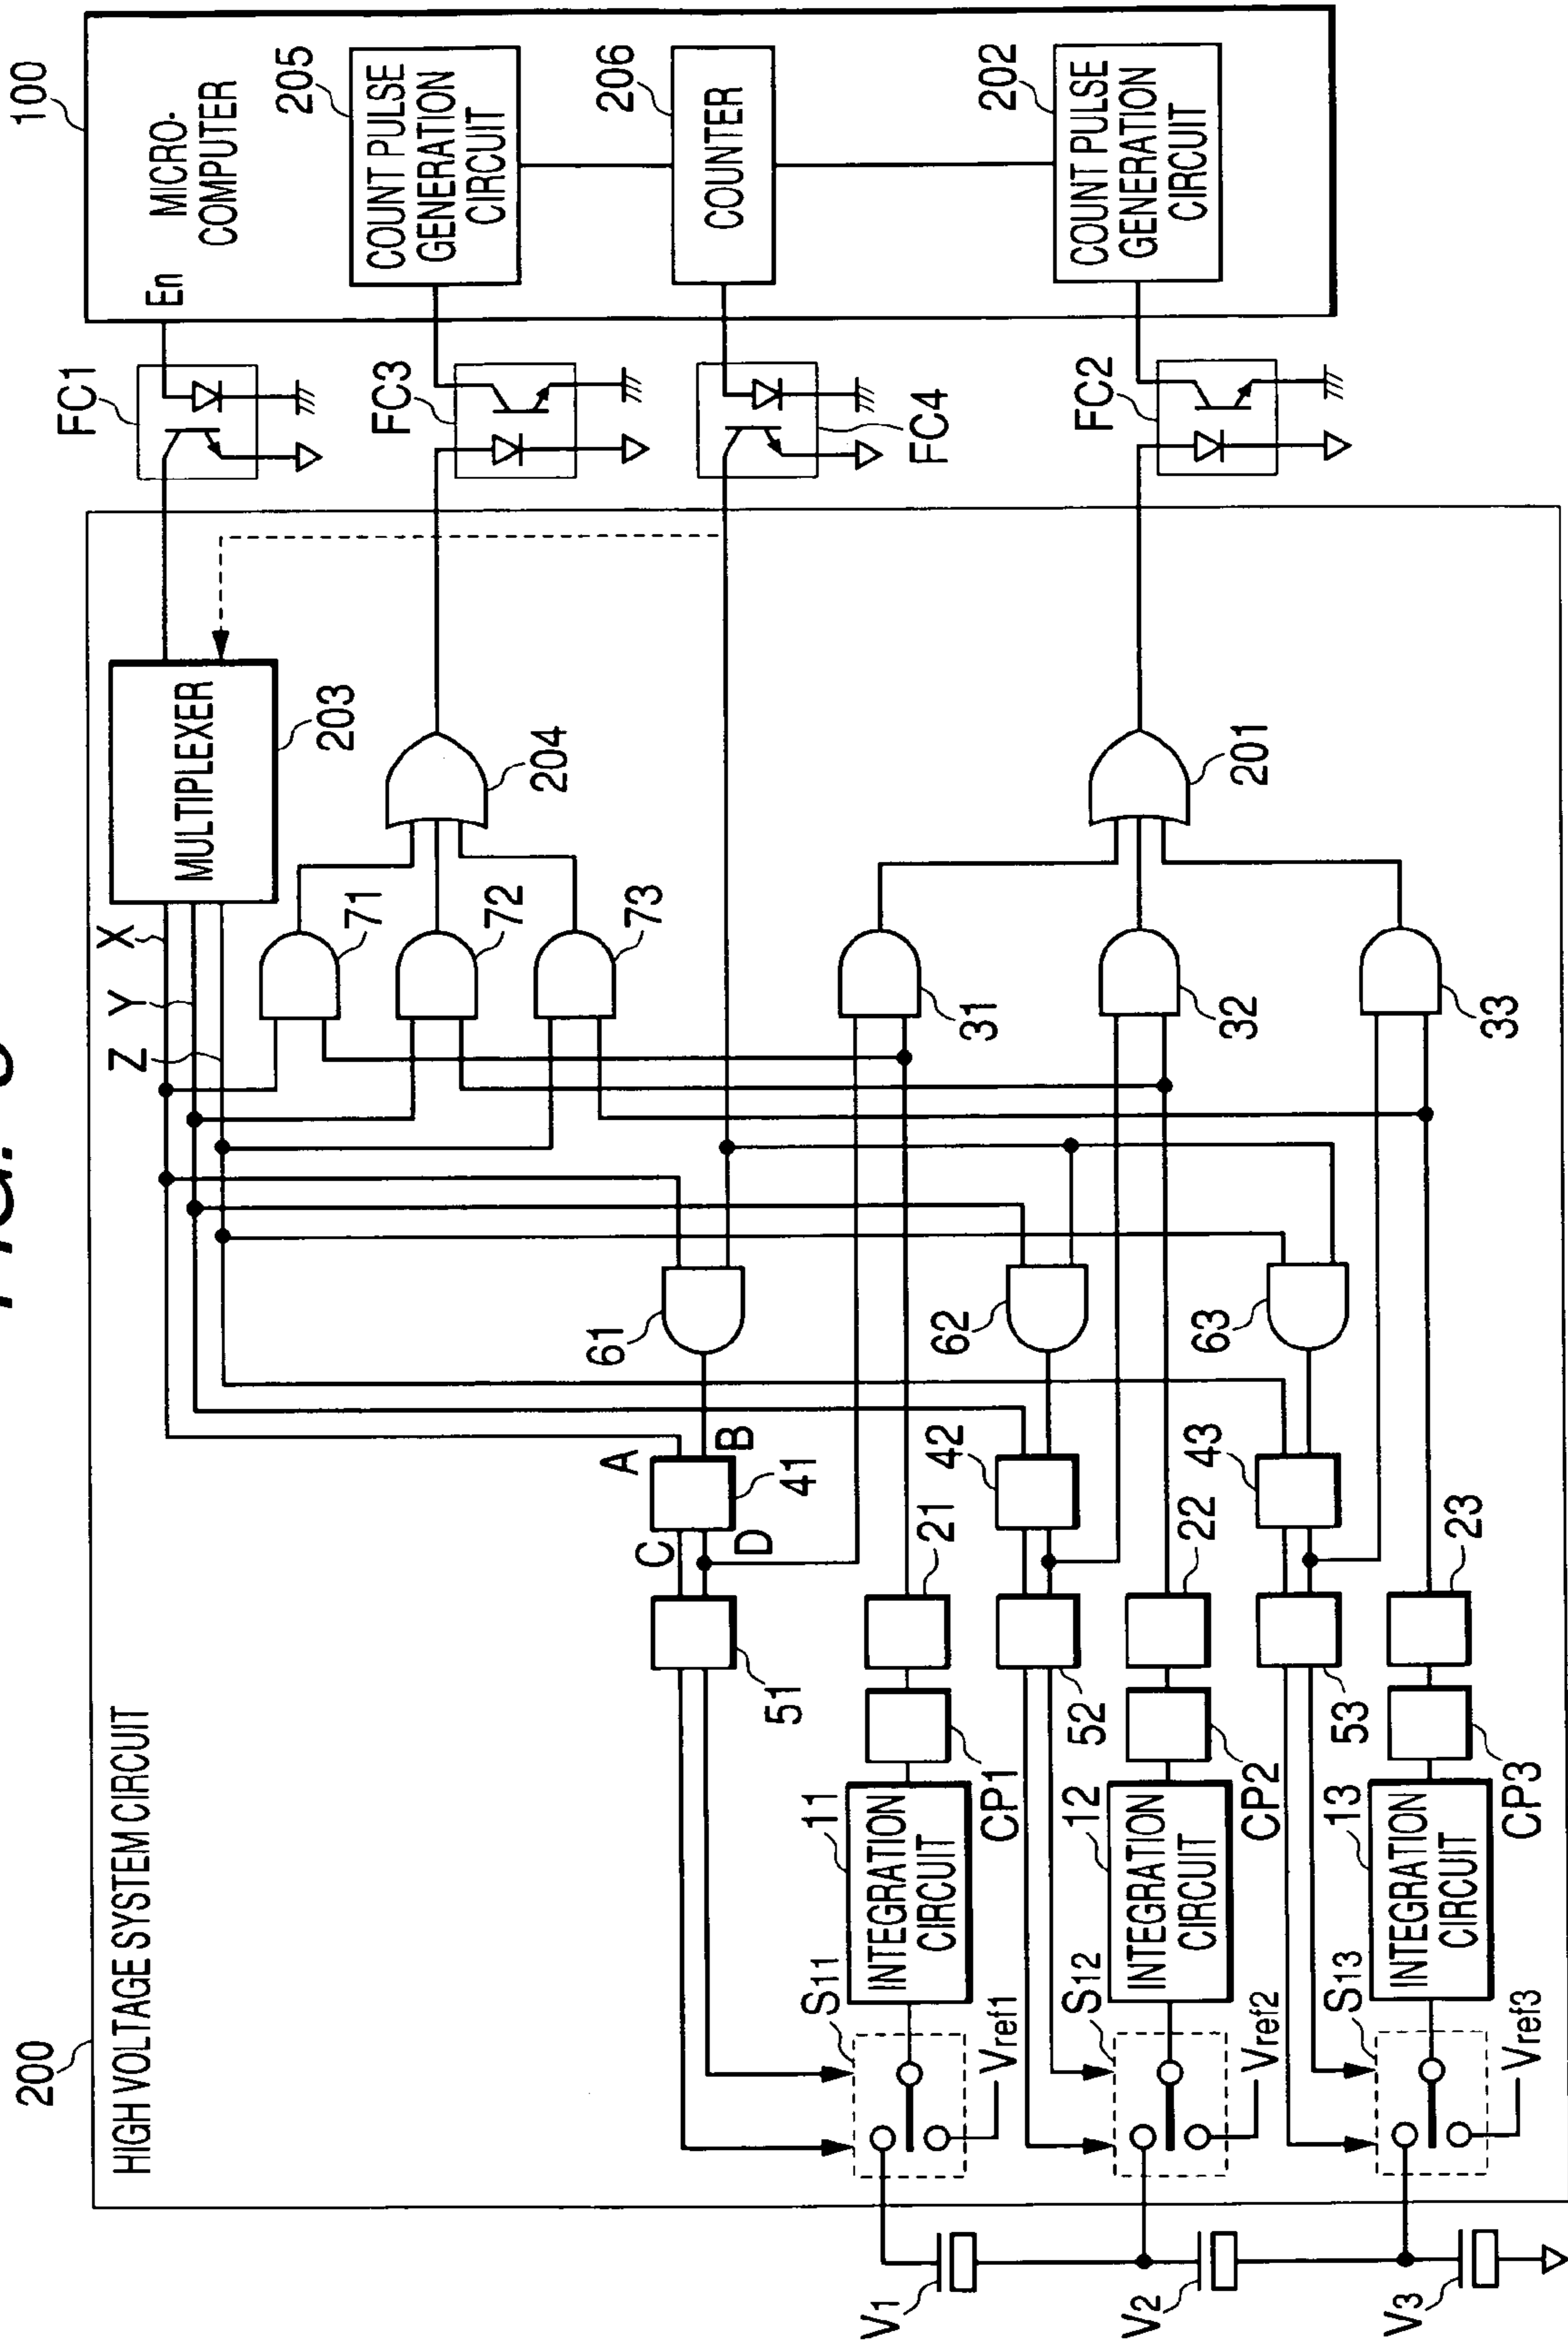 100
MICRO-
COMPUTER
En
205
COUNT PULSE
GENERATION
CIRCUIT
206
COUNTER
202
COUNT PULSE
GENERATION
CIRCUIT
FC1
FC3
FC4
FC2
200
HIGH VOLTAGE SYSTEM CIRCUIT
MULTIPLEXER
203
204
201
X
Y
Z
71
72
73
31
32
33
61
62
63
A
B
C
D
41
42
43
51
52
53
21
22
23
CP1
CP2
CP3
11
INTEGRATION
CIRCUIT
12
INTEGRATION
CIRCUIT
13
INTEGRATION
CIRCUIT
S11
S12
S13
Vref1
Vref2
Vref3
V1
V2
V3